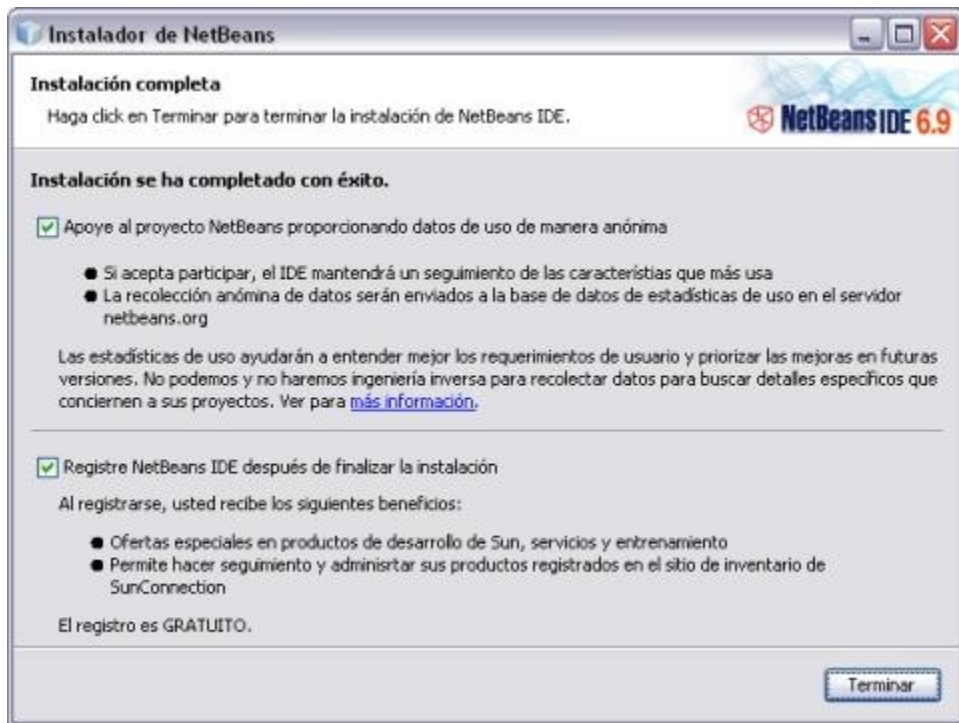 Instalador de NetBeans
Instalación completa
Haga click en Terminar para terminar la instalación de NetBeans IDE.
NetBeans IDE 6.9
Instalación se ha completado con éxito.
Apoye al proyecto NetBeans proporcionando datos de uso de manera anónima
● Si acepta participar, el IDE mantendrá un seguimiento de las característias que más usa
● La recolección anómina de datos serán enviados a la base de datos de estadísticas de uso en el servidor
netbeans.org
Las estadísticas de uso ayudarán a entender mejor los requerimientos de usuario y priorizar las mejoras en futuras
versiones. No podemos y no haremos ingeniería inversa para recolectar datos para buscar detalles específicos que
conciernen a sus proyectos. Ver para más información.
Registre NetBeans IDE después de finalizar la instalación
Al registrarse, usted recibe los siguientes beneficios:
● Ofertas especiales en productos de desarrollo de Sun, servicios y entrenamiento
● Permite hacer seguimiento y adminisrtar sus productos registrados en el sitio de inventario de
SunConnection
El registro es GRATUITO.
Terminar